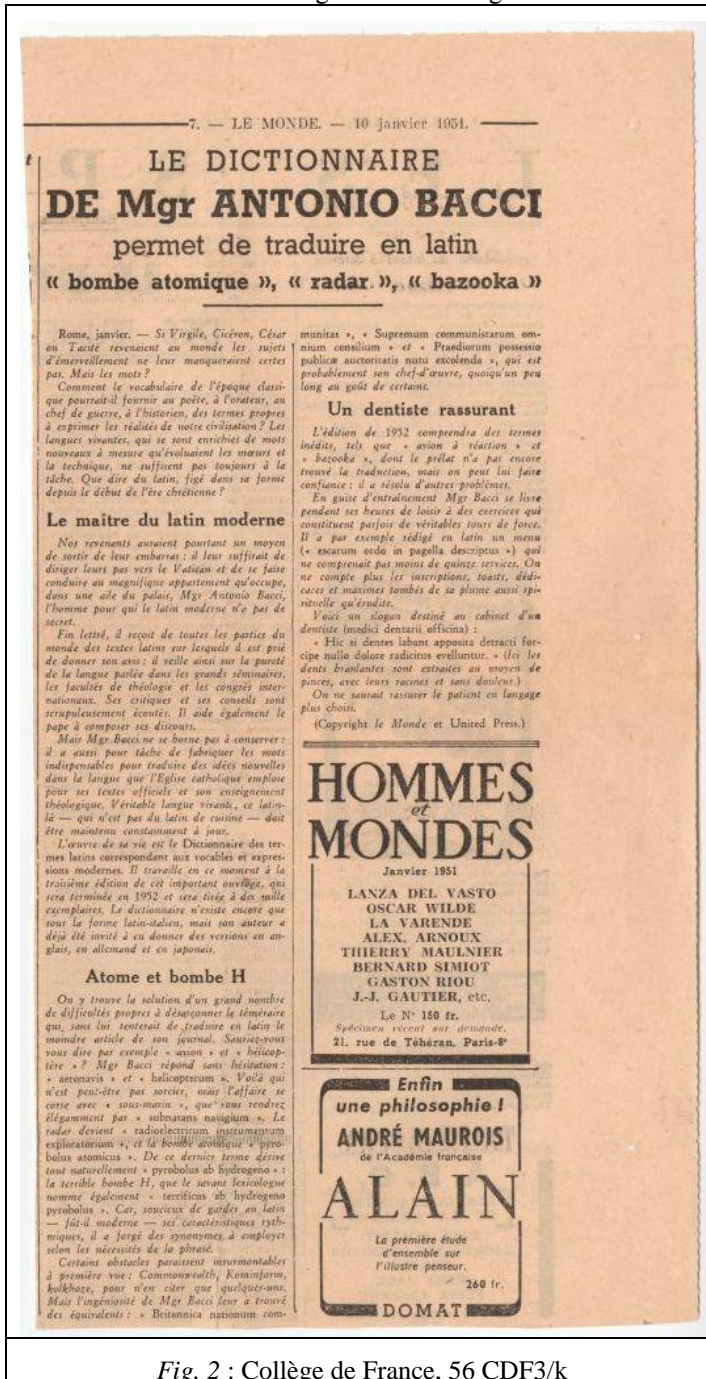 7. — LE MONDE. — 10 janvier 1951.
LE DICTIONNAIRE
DE Mgr ANTONIO BACCI
permet de traduire en latin
« bombe atomique », « radar », « bazooka »
Rome, janvier. — Si Virgile, Cicéron, César
ou Tacite revenaient au monde les sujets
d'émerveillement ne leur manqueraient certes
pas. Mais les mots ?
Comment le vocabulaire de l'époque classi-
que pourrait-il fournir au poète, à l'orateur, au
chef de guerre, à l'historien, des termes propres
à exprimer les réalités de notre civilisation ? Les
langues vivantes, qui se sont enrichies de mots
nouveaux à mesure qu'évoluaient les mœurs et
la technique, ne suffisent pas toujours à la
tâche. Que dire du latin, figé dans sa forme
depuis le début de l'ère chrétienne ?
Le maître du latin moderne
Nos revenants auraient pourtant un moyen
de sortir de leur embarras : il leur suffirait de
diriger leurs pas vers le Vatican et de se faire
conduire au magnifique appartement qu'occupe,
dans une aile du palais, Mgr Antonio Bacci,
l'homme pour qui le latin moderne n'a pas de
secret.
Fin lettré, il reçoit de toutes les parties du
monde des textes latins sur lesquels il est prié
de donner son avis : il veille ainsi sur la pureté
de la langue parlée dans les grands séminaires,
les facultés de théologie et les congrès inter-
nationaux. Ses critiques et ses conseils sont
scrupuleusement écoutés. Il aide également le
pape à composer ses discours.
Mais Mgr Bacci ne se borne pas à conserver :
il a aussi pour tâche de fabriquer les mots
indispensables pour traduire des idées nouvelles
dans la langue que l'Eglise catholique emploie
pour ses textes officiels et son enseignement
théologique. Véritable langue vivante, ce latin-
là — qui n'est pas du latin de cuisine — doit
être maintenu constamment à jour.
L'œuvre de sa vie est le Dictionnaire des ter-
mes latins correspondant aux vocables et expres-
sions modernes. Il travaille en ce moment à la
troisième édition de cet important ouvrage, qui
sera terminée en 1952 et sera tirée à dix mille
exemplaires. Le dictionnaire n'existe encore que
sous la forme latin-italien, mais son auteur a
déjà été invité à en donner des versions en an-
glais, en allemand et en japonais.
Atome et bombe H
On y trouve la solution d'un grand nombre
de difficultés propres à désarçonner le téméraire
qui, sans lui tenterait de traduire en latin le
moindre article de son journal. Sauriez-vous
vous dire par exemple « avion » et « hélicop-
tère » ? Mgr Bacci répond sans hésitation :
« aeronavis » et « helicopterum ». Voilà qui
n'est peut-être pas sorcier, mais l'affaire se
corse avec « sous-marin », que vous rendrez
élégamment par « subnatans navigium ». Le
radar devient « radioelectricum instrumentum
exploratorium », et la bombe atomique « pyro-
bolus atomicus ». De ce dernier terme dérive
tout naturellement « pyrobolus ab hydrogeno » :
la terrible bombe H, que le savant lexicologue
nomme également « terrificus ab hydrogeno
pyrobolus ». Car, soucieux de garder au latin
— fût-il moderne — ses caractéristiques ryth-
miques, il a forgé des synonymes à employer
selon les nécessités de la phrase.
Certains obstacles paraissent insurmontables
à première vue : Commonwealth, Kominform,
kolkhoze, pour n'en citer que quelques-uns.
Mais l'ingéniosité de Mgr Bacci leur a trouvé
des équivalents : « Britannica nationum com-
munitas », « Supremum communistarum om-
nium consilium » et « Praediorum possessio
publicæ auctoritatis nutu excolenda », qui est
probablement son chef-d'œuvre, quoiqu'un peu
long au goût de certains.
Un dentiste rassurant
L'édition de 1952 comprendra des termes
inédits, tels que « avion à réaction » et
« bazooka », dont le prélat n'a pas encore
trouvé la traduction, mais on peut lui faire
confiance : il a résolu d'autres problèmes.
En guise d'entraînement Mgr Bacci se livre
pendant ses heures de loisir à des exercices qui
constituent parfois de véritables tours de force.
Il a par exemple rédigé en latin un menu
(« escarum ordo in pagella descriptus ») qui
ne comprenait pas moins de quinze services. On
ne compte plus les inscriptions, toasts, dédi-
caces et maximes tombés de sa plume aussi spi-
rituelle qu'érudite.
Voici un slogan destiné au cabinet d'un
dentiste (medici dentarii officina) :
« Hic si dentes labant apposita detracti for-
cipe nullo dolore radicitus evelluntur. » (Ici les
dents branlantes sont extraites au moyen de
pinces, avec leurs racines et sans douleur.)
On ne saurait rassurer le patient en langage
plus choisi.
(Copyright le Monde et United Press.)
HOMMES
et
MONDES
Janvier 1951
LANZA DEL VASTO
OSCAR WILDE
LA VARENDE
ALEX. ARNOUX
THIERRY MAULNIER
BERNARD SIMIOT
GASTON RIOU
J.-J. GAUTIER, etc.
Le N° 150 fr.
Spécimen récent sur demande.
21, rue de Téhéran, Paris-8e
Enfin
une philosophie !
ANDRÉ MAUROIS
de l'Académie française
ALAIN
La première étude
d'ensemble sur
l'illustre penseur.
260 fr.
DOMAT
Fig. 2 : Collège de France, 56 CDF3/k